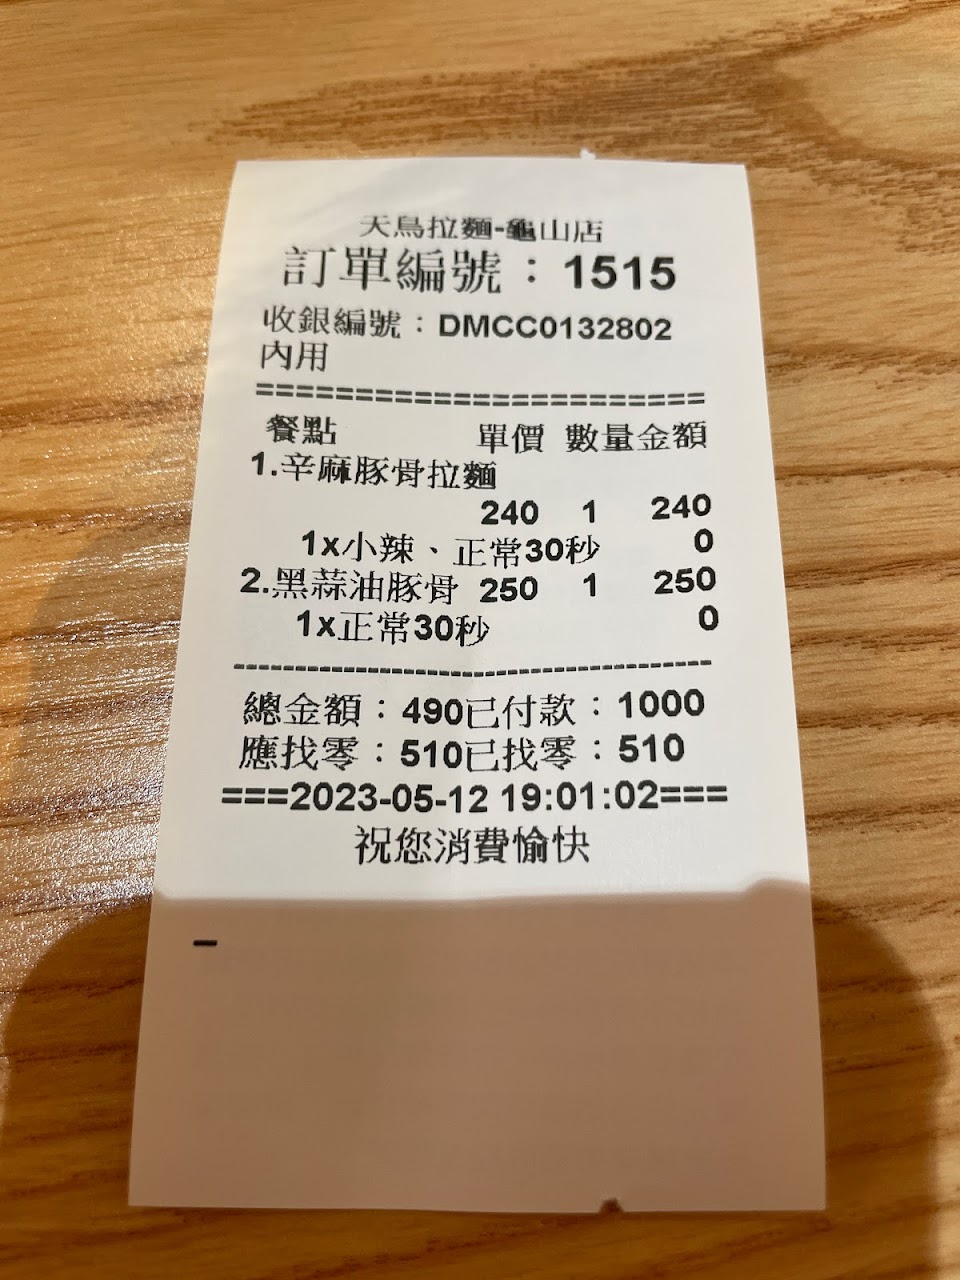 天鳥拉麵-龜山店
訂單編號：1515
收銀編號：DMCC0132802
內用
========================
餐點 單價 數量金額
1.辛麻豚骨拉麵
240 1 240
1x小辣、正常30秒 0
2.黑蒜油豚骨 250 1 250
1x正常30秒 0
------------------------------------------------
總金額：490已付款：1000
應找零：510已找零：510
===2023-05-12 19:01:02===
祝您消費愉快
-